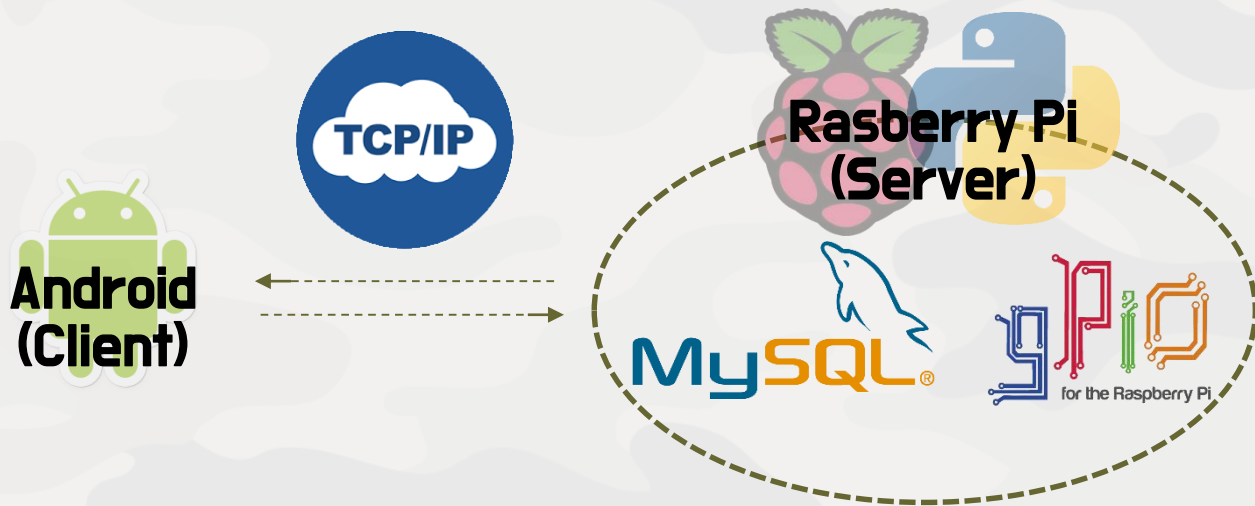 TCP/IP
Rasberry Pi
(Server)
Android
(Client)
MySQL®
gPiO
for the Raspberry Pi